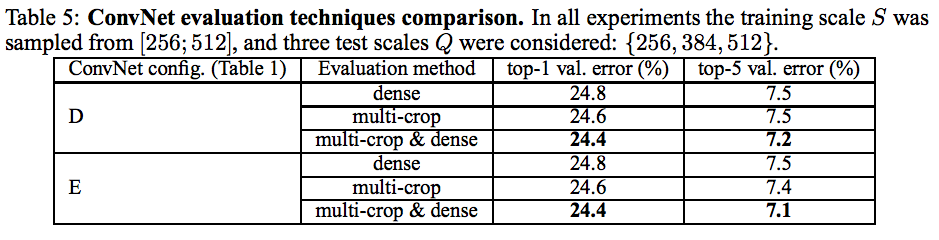 Table 5: ConvNet evaluation techniques comparison. In all experiments the training scale S was
sampled from [256; 512], and three test scales Q were considered: {256, 384, 512}.
ConvNet config. (Table 1) Evaluation method top-1 val. error (%) top-5 val. error (%)
dense 24.8 7.5
D multi-crop 24.6 7.5
multi-crop & dense 24.4 7.2
dense 24.8 7.5
E multi-crop 24.6 7.4
multi-crop & dense 24.4 7.1